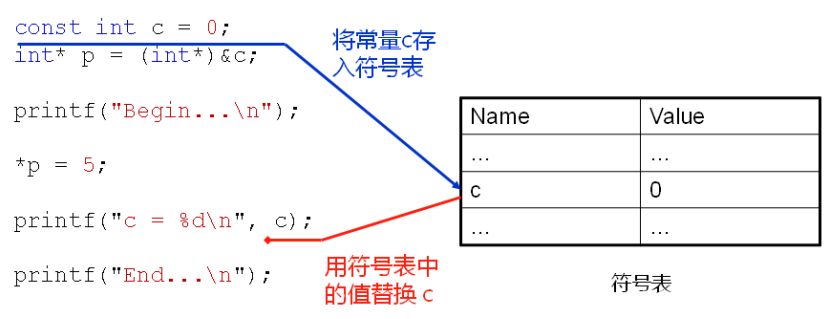 const int c = 0;
int* p = (int*)&c;
printf("Begin...\n");
*p = 5;
printf("c = %d\n", c);
printf("End...\n");
将常量c存
入符号表
用符号表中
的值替换 c
Name Value
... ...
c 0
... ...
符号表